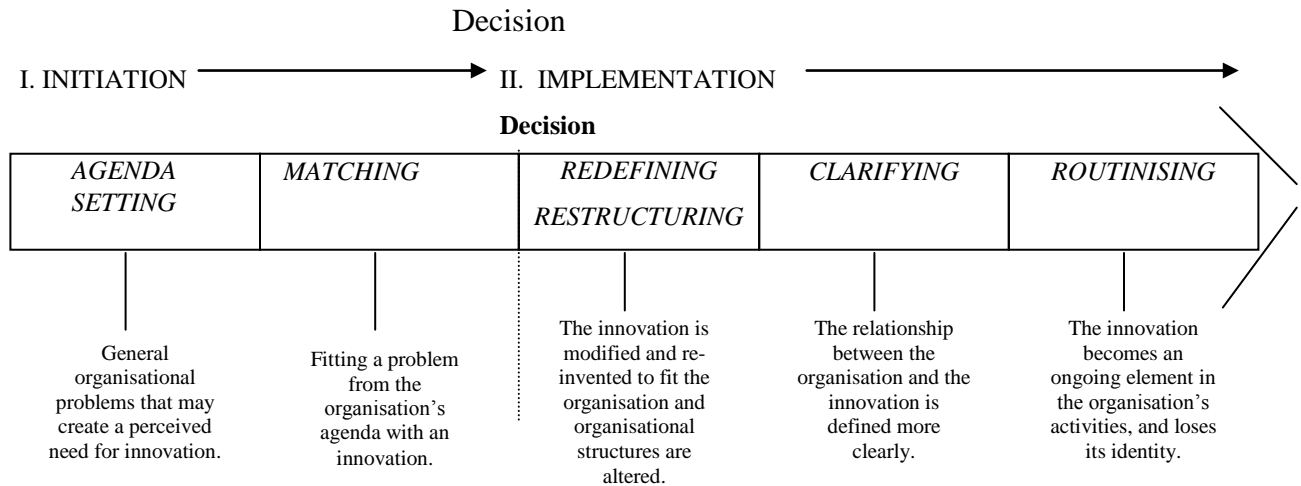 Decision
I. INITIATION
II. IMPLEMENTATION
Decision
AGENDA
SETTING
MATCHING
REDEFINING
RESTRUCTURING
CLARIFYING
ROUTINISING
General
organisational
problems that may
create a perceived
need for innovation.
Fitting a problem
from the
organisation’s
agenda with an
innovation.
The innovation is
modified and re-
invented to fit the
organisation and
organisational
structures are
altered.
The relationship
between the
organisation and the
innovation is
defined more
clearly.
The innovation
becomes an
ongoing element in
the organisation’s
activities, and loses
its identity.